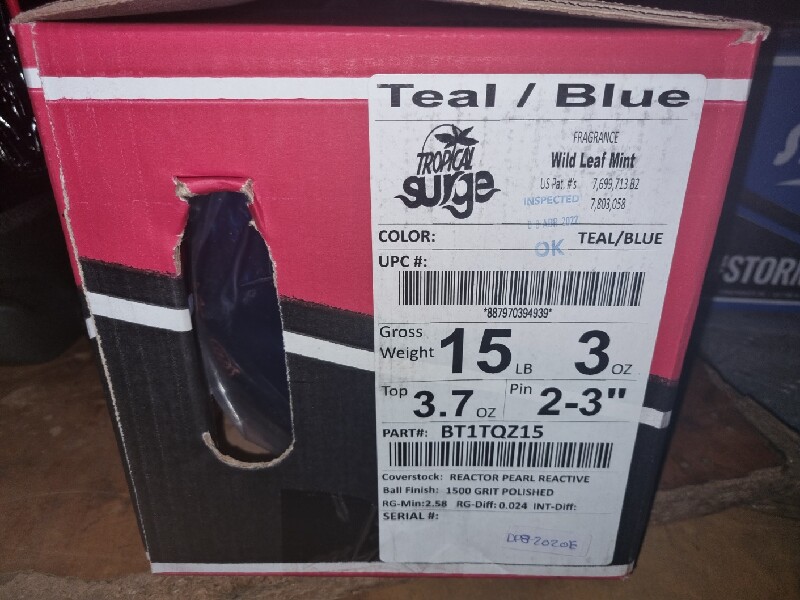 Teal / Blue
TROPICAL
surge
FRAGRANCE
Wild Leaf Mint
US Pat. #'s 7,699,713.B2
7,803,058
INSPECTED
OK
COLOR: TEAL/BLUE
UPC #:
*887970394939*
Gross Weight 15 LB 3 OZ
Top 3.7 OZ Pin 2-3"
PART#: BT1TQZ15
Coverstock: REACTOR PEARL REACTIVE
Ball Finish: 1500 GRIT POLISHED
RG-Min:2.58 RG-Diff:0.024 INT-Diff:
SERIAL #: